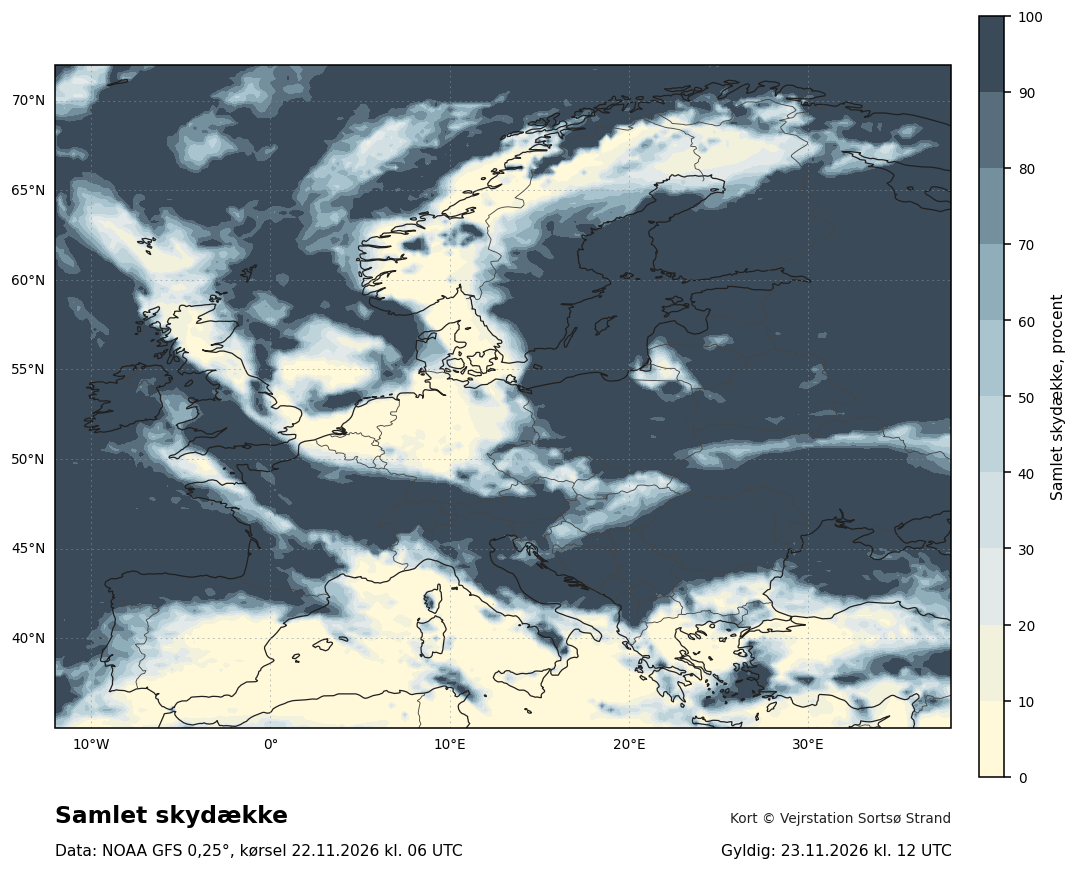 70°N
65°N
60°N
55°N
50°N
45°N
40°N
10°W
0°
10°E
20°E
30°E
100
90
80
70
60
50
40
30
20
10
0
Samlet skydække, procent
Samlet skydække
Kort © Vejrstation Sortsø Strand
Data: NOAA GFS 0,25°, kørsel 22.11.2026 kl. 06 UTC
Gyldig: 23.11.2026 kl. 12 UTC